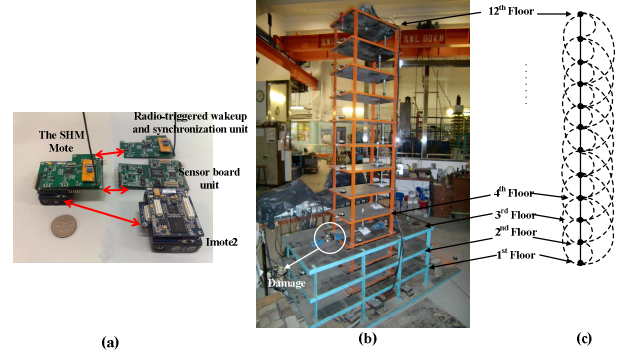 The SHM
Mote
Radio-triggered wakeup
and synchronization unit
Sensor board
unit
Imote2
(a)
12th Floor
4th Floor
3rd Floor
2nd Floor
1st Floor
Damage
(b)
(c)